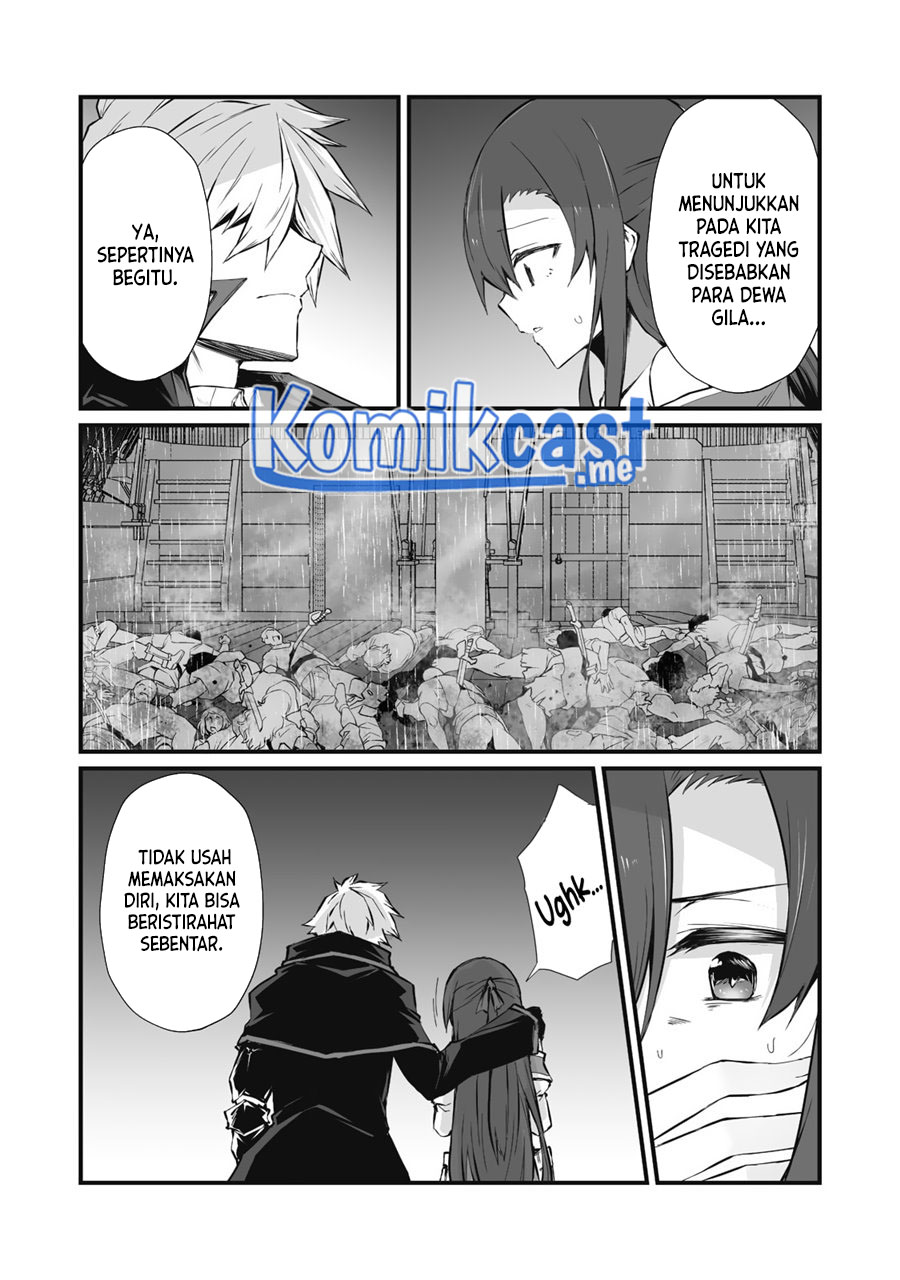 UNTUK
MENUNJUKKAN
PADA KITA
TRAGEDI YANG
DISEBABKAN
PARA DEWA
GILA...
YA,
SEPERTINYA
BEGITU.
Komikcast
.me
Ughk...
TIDAK USAH
MEMAKSAKAN
DIRI, KITA BISA
BERISTIRAHAT
SEBENTAR.